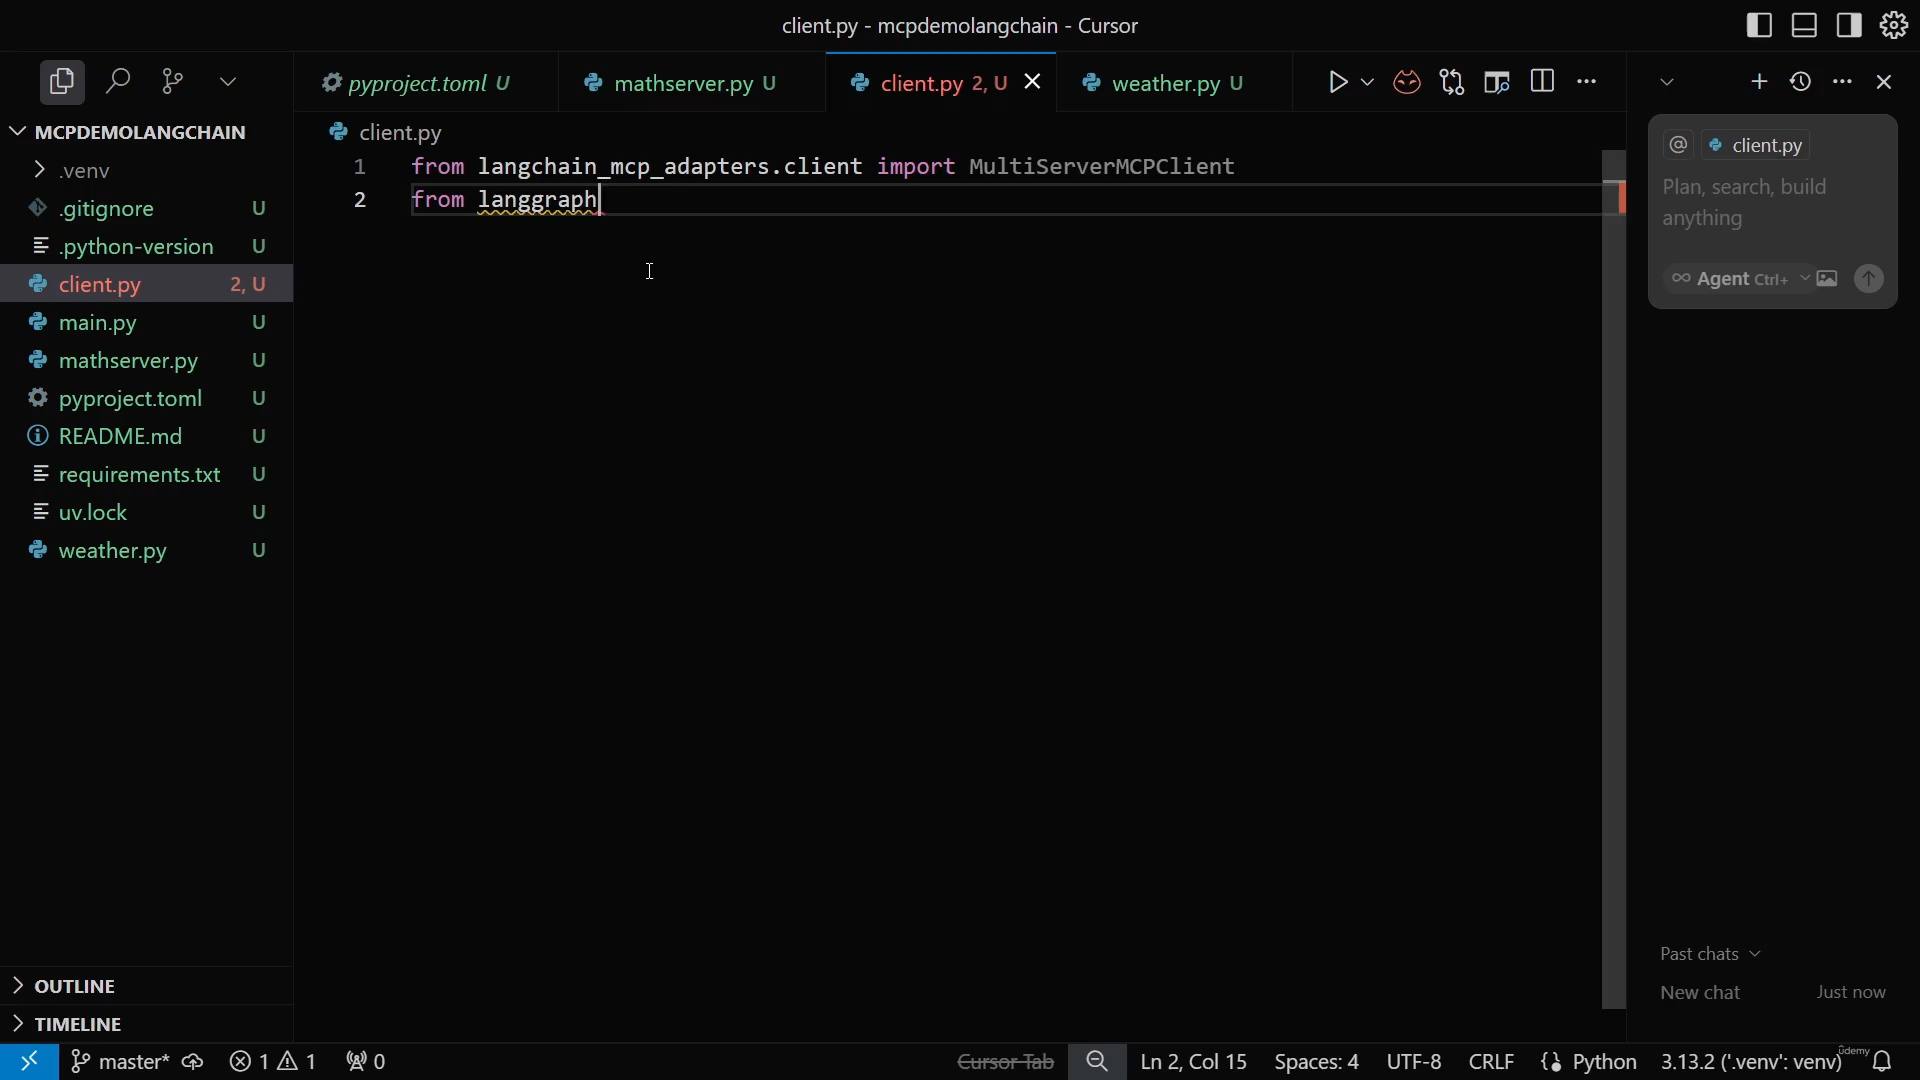 client.py - mcpdemolangchain - Cursor
pyproject.toml U
mathserver.py U
client.py 2, U
weather.py U
MCPDEMOLANGCHAIN
.venv
.gitignore U
.python-version U
client.py 2, U
main.py U
mathserver.py U
pyproject.toml U
README.md U
requirements.txt U
uv.lock U
weather.py U
OUTLINE
TIMELINE
client.py
1 from langchain_mcp_adapters.client import MultiServerMCPClient
2 from langgraph
@ client.py
Plan, search, build
anything
∞ Agent Ctrl+
Past chats
New chat Just now
master* 1 1 0
Cursor Tab
Ln 2, Col 15 Spaces: 4 UTF-8 CRLF {} Python 3.13.2 ('.venv': venv)
ûdemy